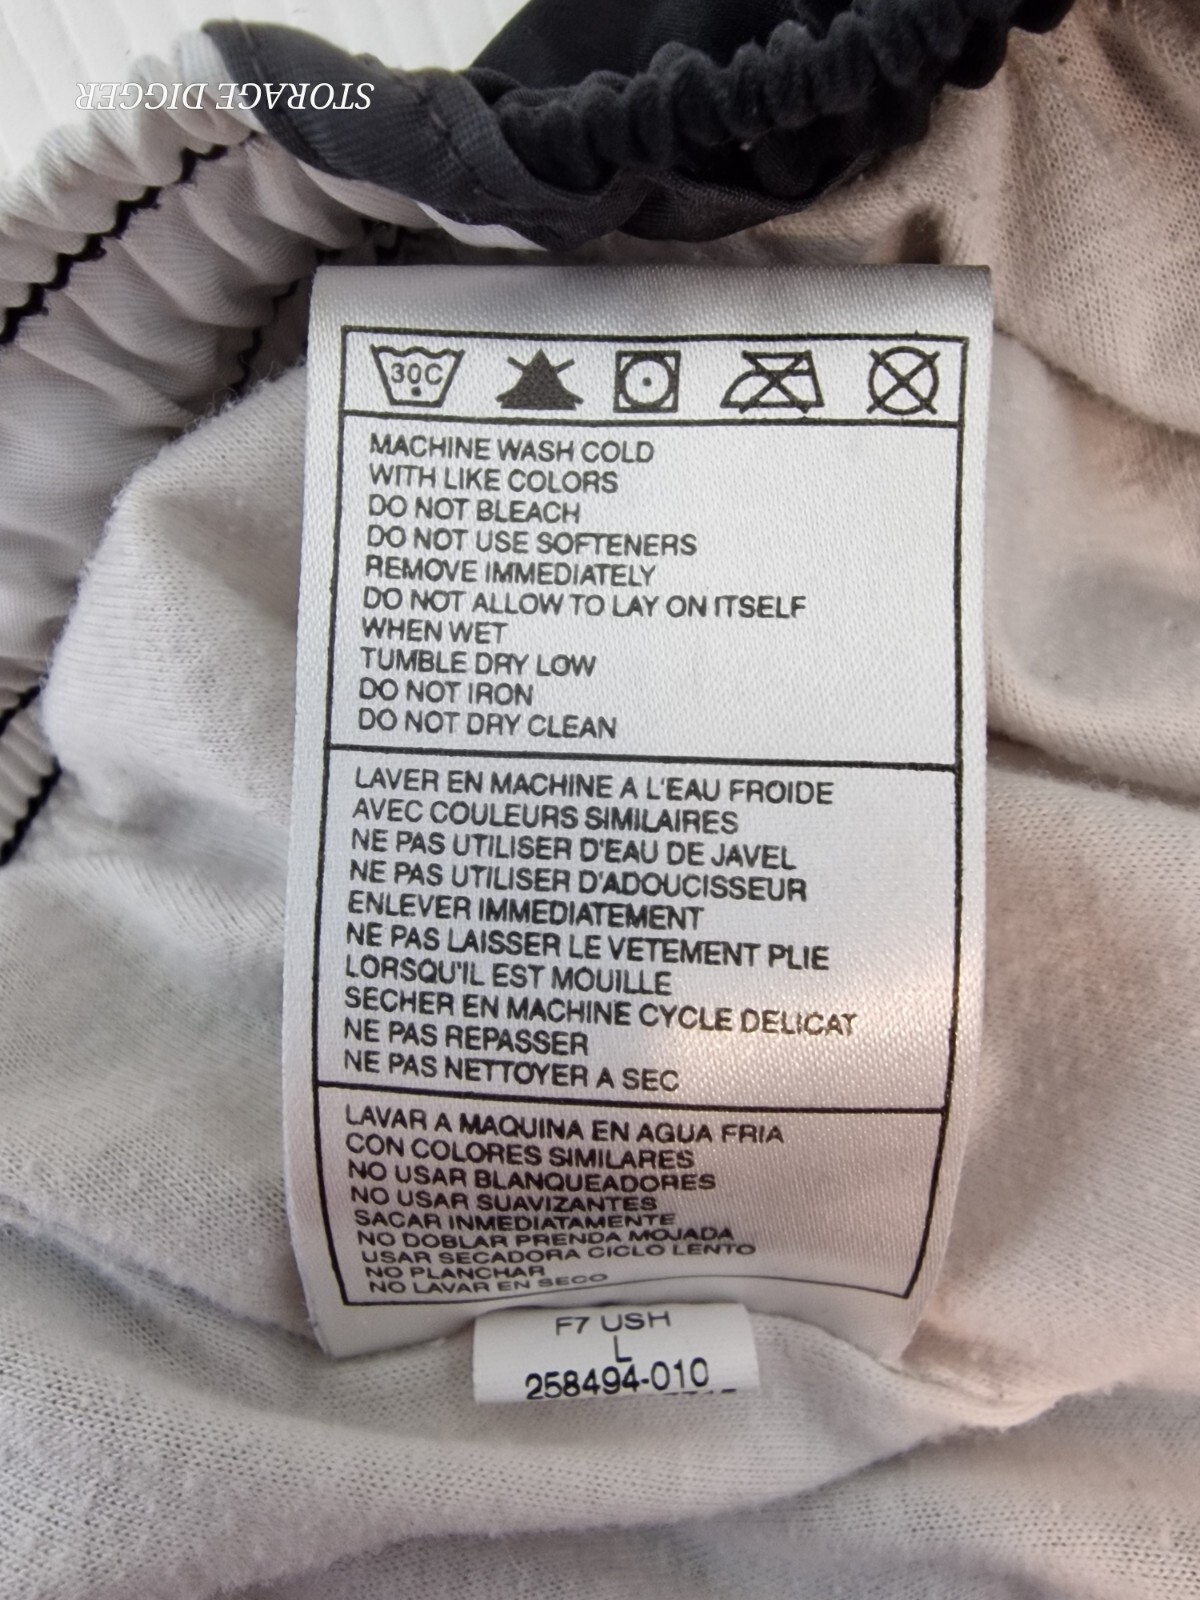 STORAGE DIGGER
30C
MACHINE WASH COLD
WITH LIKE COLORS
DO NOT BLEACH
DO NOT USE SOFTENERS
REMOVE IMMEDIATELY
DO NOT ALLOW TO LAY ON ITSELF
WHEN WET
TUMBLE DRY LOW
DO NOT IRON
DO NOT DRY CLEAN
LAVER EN MACHINE A L'EAU FROIDE
AVEC COULEURS SIMILAIRES
NE PAS UTILISER D'EAU DE JAVEL
NE PAS UTILISER D'ADOUCISSEUR
ENLEVER IMMEDIATEMENT
NE PAS LAISSER LE VETEMENT PLIE
LORSQU'IL EST MOUILLE
SECHER EN MACHINE CYCLE DELICAT
NE PAS REPASSER
NE PAS NETTOYER A SEC
LAVAR A MAQUINA EN AGUA FRIA
CON COLORES SIMILARES
NO USAR BLANQUEADORES
NO USAR SUAVIZANTES
SACAR INMEDIATAMENTE
NO DOBLAR PRENDA MOJADA
USAR SECADORA CICLO LENTO
NO PLANCHAR
NO LAVAR EN SECO
F7 USH
L
258494-010